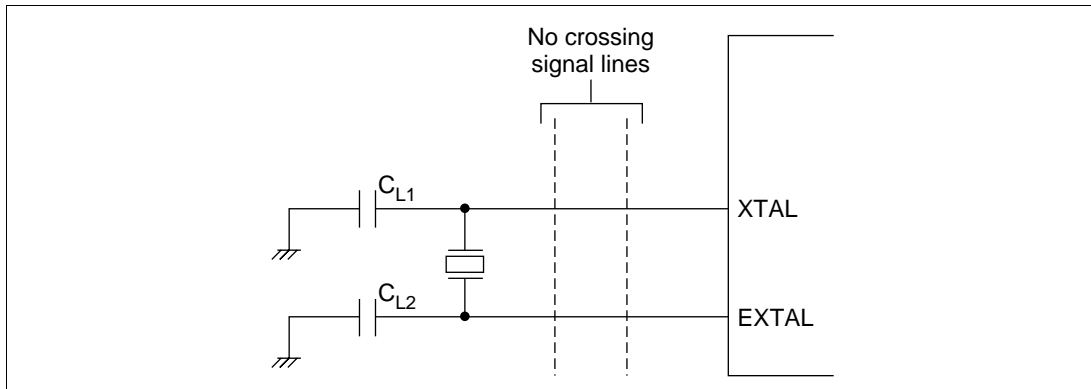 No crossing
signal lines
CL1
XTAL
CL2
EXTAL